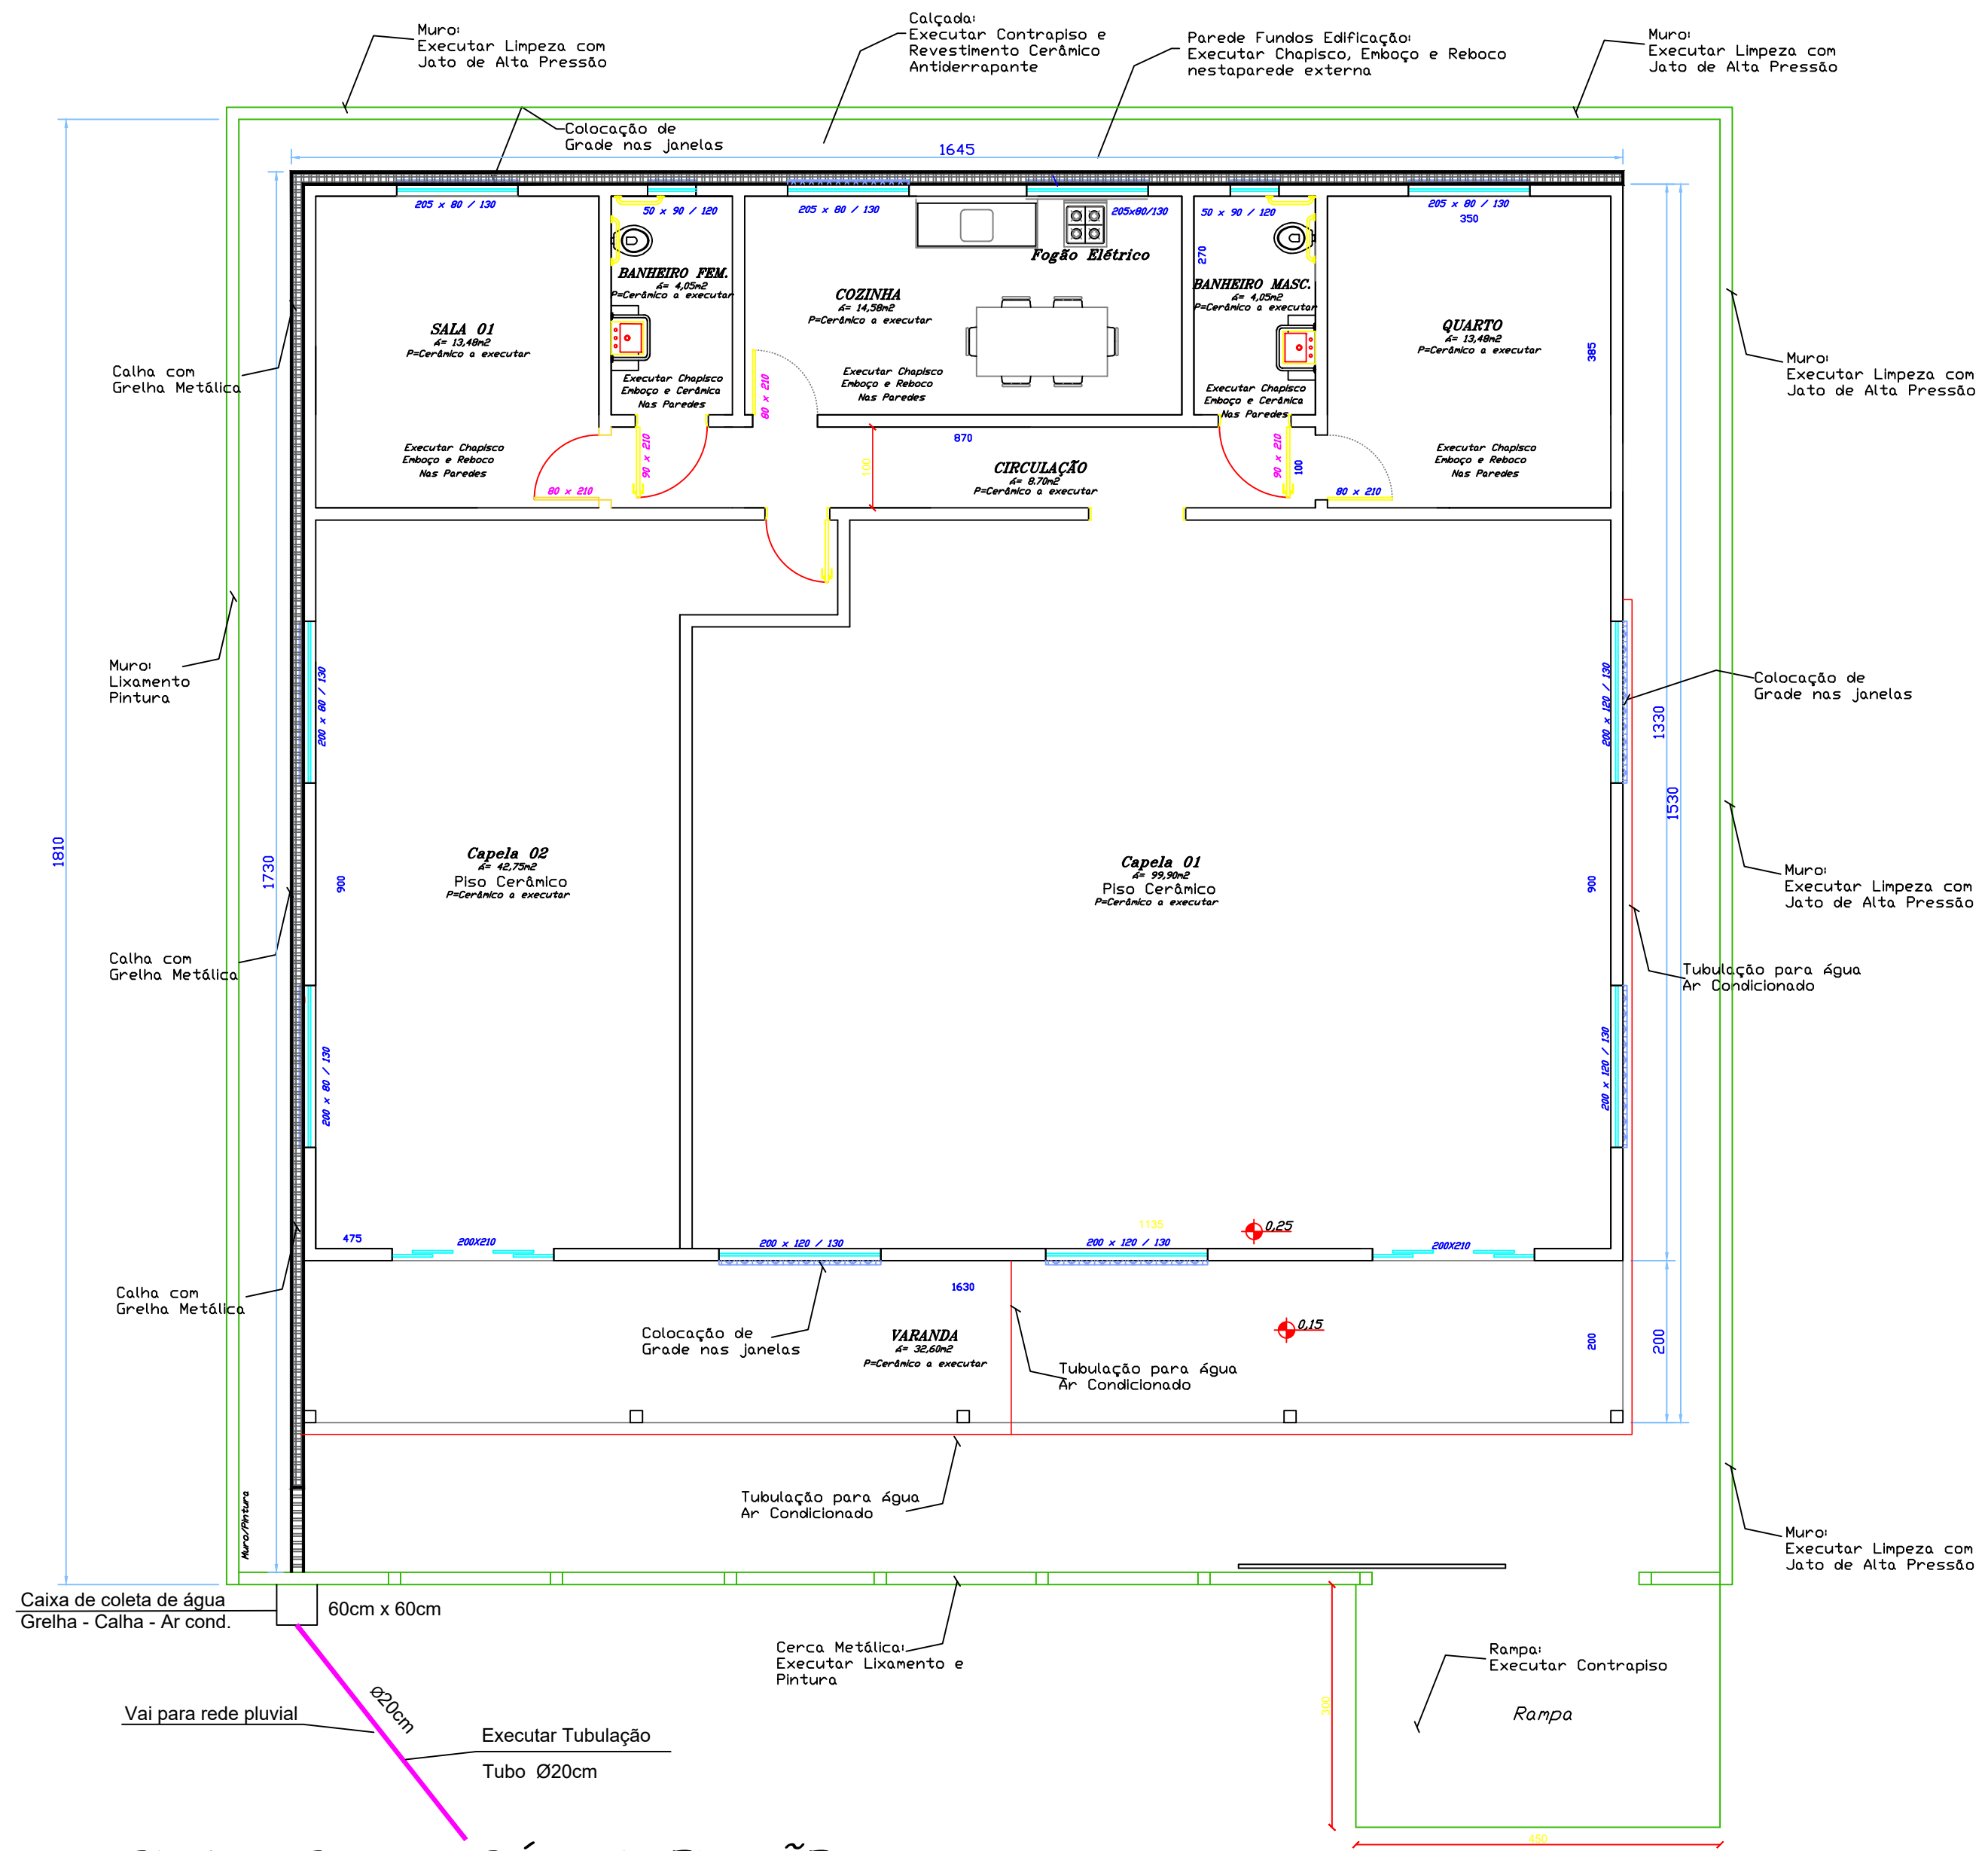 Muro:
Executar Limpeza com
Jato de Alta Pressão
Calçada:
Executar Contrapiso e
Revestimento Cerâmico
Antiderrapante
Parede Fundos Edificação:
Executar Chapisco, Emboço e Reboco
nestaparede externa
Muro:
Executar Limpeza com
Jato de Alta Pressão
Colocação de
Grade nas janelas
1645
205 x 80 / 130
50 x 90 / 120
205 x 80 / 130
205x80/130
50 x 90 / 120
205 x 80 / 130
350
270
Fogão Elétrico
BANHEIRO FEM.
A= 4,05m2
P=Cerâmico a executar
COZINHA
A= 14,58m2
P=Cerâmico a executar
BANHEIRO MASC.
A= 4,05m2
P=Cerâmico a executar
SALA 01
A= 13,48m2
P=Cerâmico a executar
QUARTO
A= 13,48m2
P=Cerâmico a executar
385
Calha com
Grelha Metálica
Muro:
Executar Limpeza com
Jato de Alta Pressão
Executar Chapisco
Emboço e Cerâmica
Nas Paredes
80 x 210
Executar Chapisco
Emboço e Reboco
Nas Paredes
Executar Chapisco
Emboço e Cerâmica
Nas Paredes
Executar Chapisco
Emboço e Reboco
Nas Paredes
90 x 210
870
100
CIRCULAÇÃO
A= 8.70m2
P=Cerâmico a executar
90 x 210
100
Executar Chapisco
Emboço e Reboco
Nas Paredes
80 x 210
80 x 210
Muro:
Lixamento
Pintura
200 x 80 / 130
200 x 120 / 130
Colocação de
Grade nas janelas
1330
1530
1810
1730
Capela 02
A= 42,75m2
Piso Cerâmico
P=Cerâmico a executar
900
Capela 01
A= 99,90m2
Piso Cerâmico
P=Cerâmico a executar
900
Muro:
Executar Limpeza com
Jato de Alta Pressão
Calha com
Grelha Metálica
Tubulação para Água
Ar Condicionado
200 x 80 / 130
200 x 120 / 130
475
200X210
200 x 120 / 130
1135
200 x 120 / 130
0,25
200X210
Calha com
Grelha Metálica
1630
Colocação de
Grade nas janelas
VARANDA
A= 32,60m2
P=Cerâmico a executar
0,15
200
200
Tubulação para Água
Ar Condicionado
Tubulação para Água
Ar Condicionado
Muro/Pintura
Muro:
Executar Limpeza com
Jato de Alta Pressão
Caixa de coleta de água
Grelha - Calha - Ar cond.
60cm x 60cm
Cerca Metálica:
Executar Lixamento e
Pintura
Rampa:
Executar Contrapiso
Rampa
300
Vai para rede pluvial
Ø20cm
Executar Tubulação
Tubo Ø20cm
450